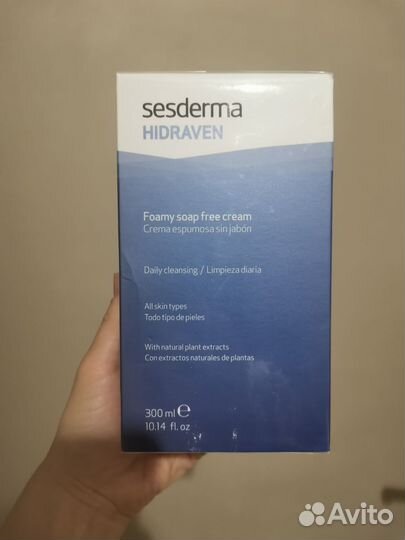 sesderma
HIDRAVEN
Foamy soap free cream
Crema espumosa sin jabón
Daily cleansing / Limpieza diaria
All skin types
Todo tipo de pieles
With natural plant extracts
Con extractos naturales de plantas
300 ml ℮
10.14 fl. oz
Avito